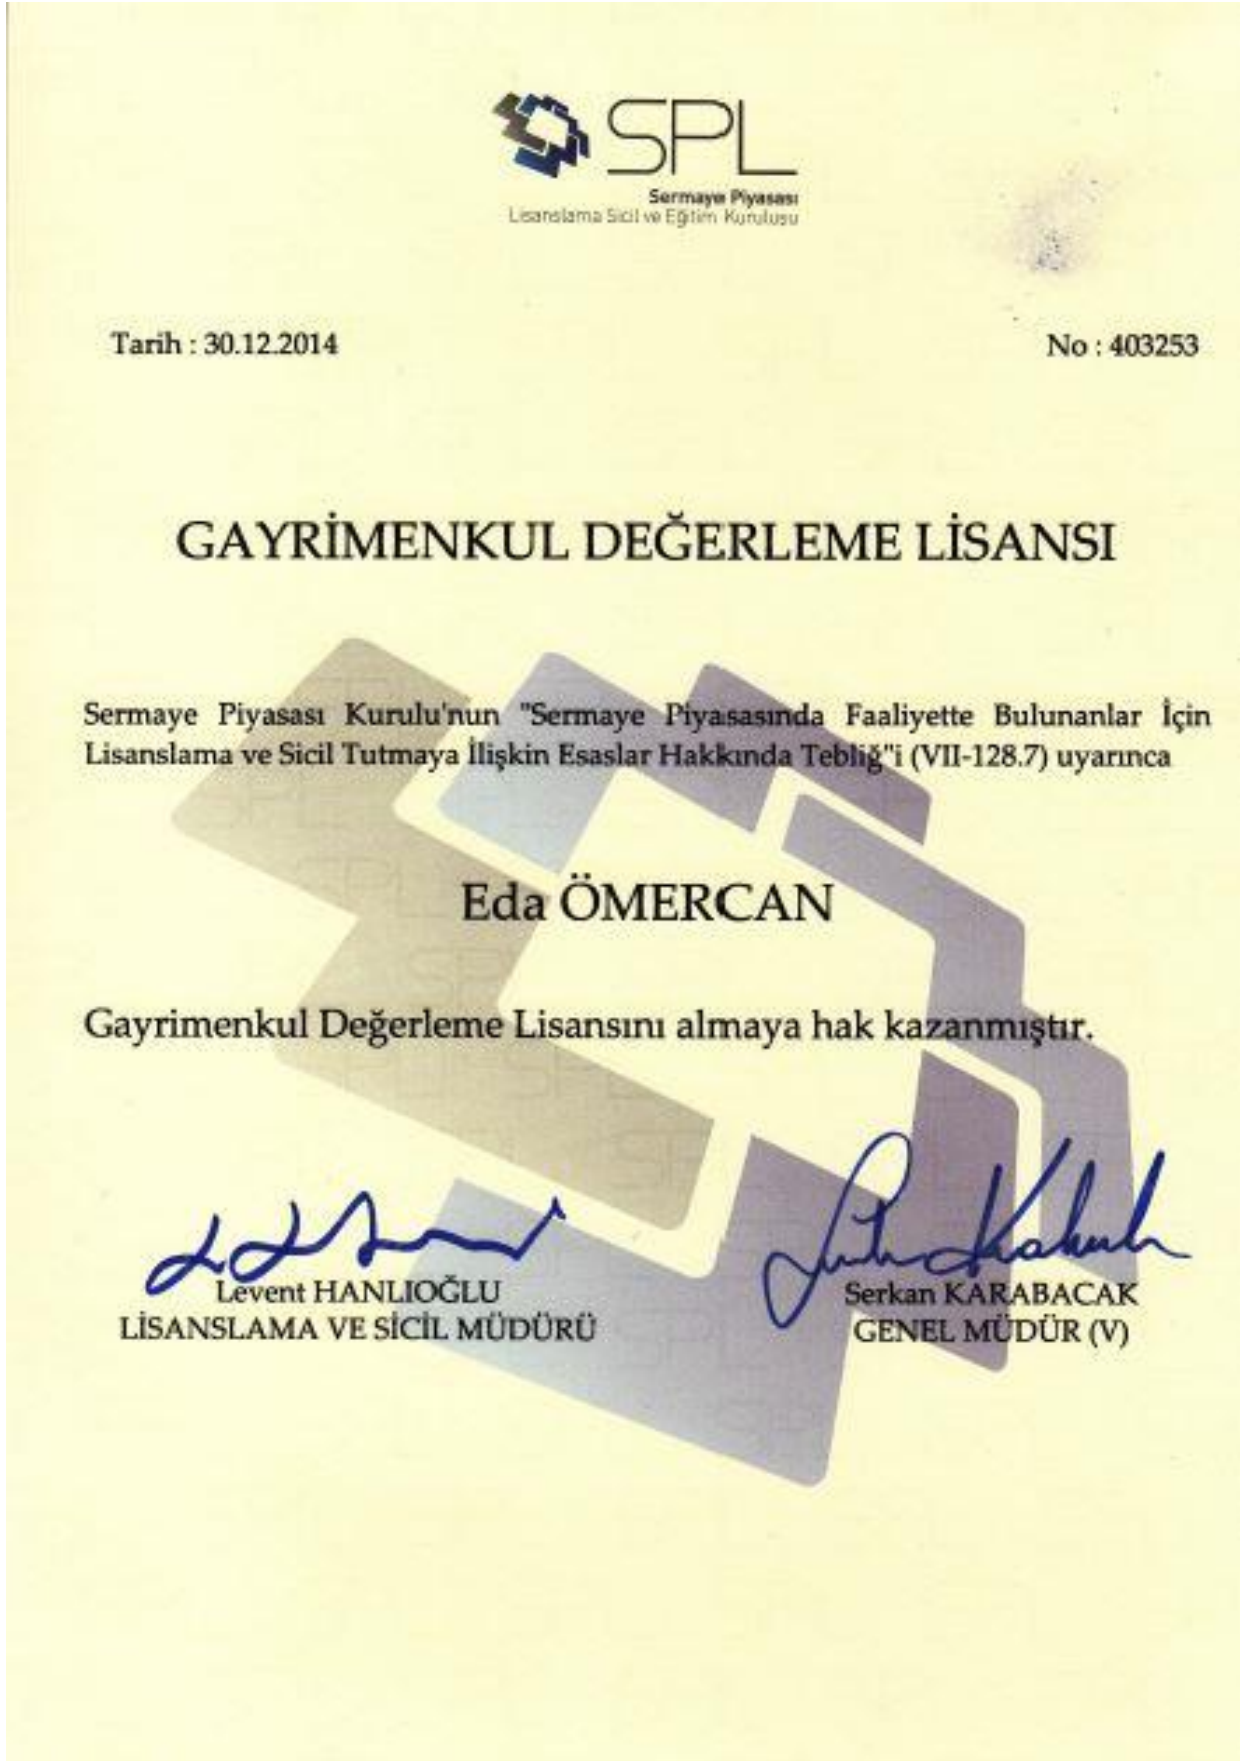 SPL
Sermaye Piyasası
Lisanslama Sicil ve Eğitim Kuruluşu
Tarih : 30.12.2014
No : 403253
GAYRİMENKUL DEĞERLEME LİSANSI
Sermaye Piyasası Kurulu'nun "Sermaye Piyasasında Faaliyette Bulunanlar İçin
Lisanslama ve Sicil Tutmaya İlişkin Esaslar Hakkında Tebliğ"i (VII-128.7) uyarınca
Eda ÖMERCAN
Gayrimenkul Değerleme Lisansını almaya hak kazanmıştır.
Levent HANLIOĞLU
LİSANSLAMA VE SİCİL MÜDÜRÜ
Serkan KARABACAK
GENEL MÜDÜR (V)